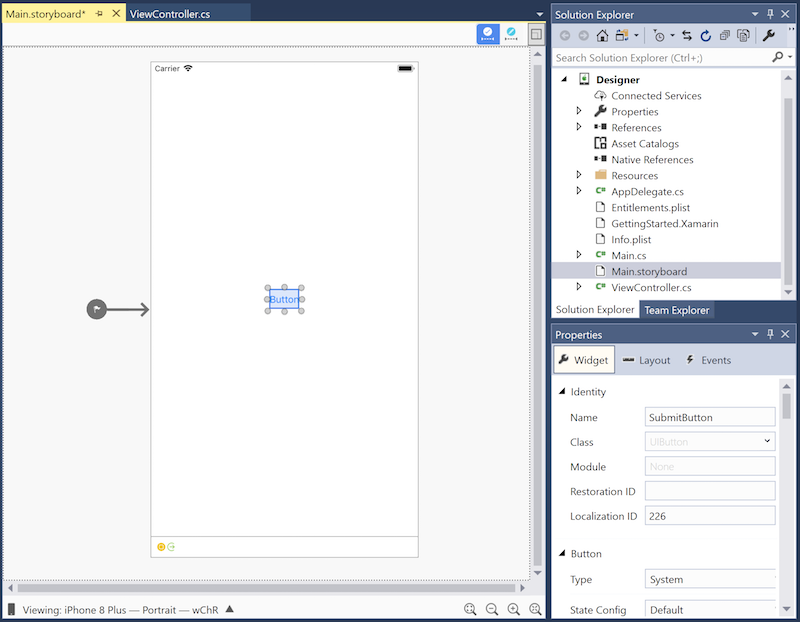 Main.storyboard*
ViewController.cs
Carrier
Button
Viewing: iPhone 8 Plus — Portrait — wChR
Solution Explorer
Search Solution Explorer (Ctrl+;)
Designer
Connected Services
Properties
References
Asset Catalogs
Native References
Resources
AppDelegate.cs
Entitlements.plist
GettingStarted.Xamarin
Info.plist
Main.cs
Main.storyboard
ViewController.cs
Solution Explorer Team Explorer
Properties
Widget Layout Events
Identity
Name SubmitButton
Class UIButton
Module None
Restoration ID
Localization ID 226
Button
Type System
State Config Default